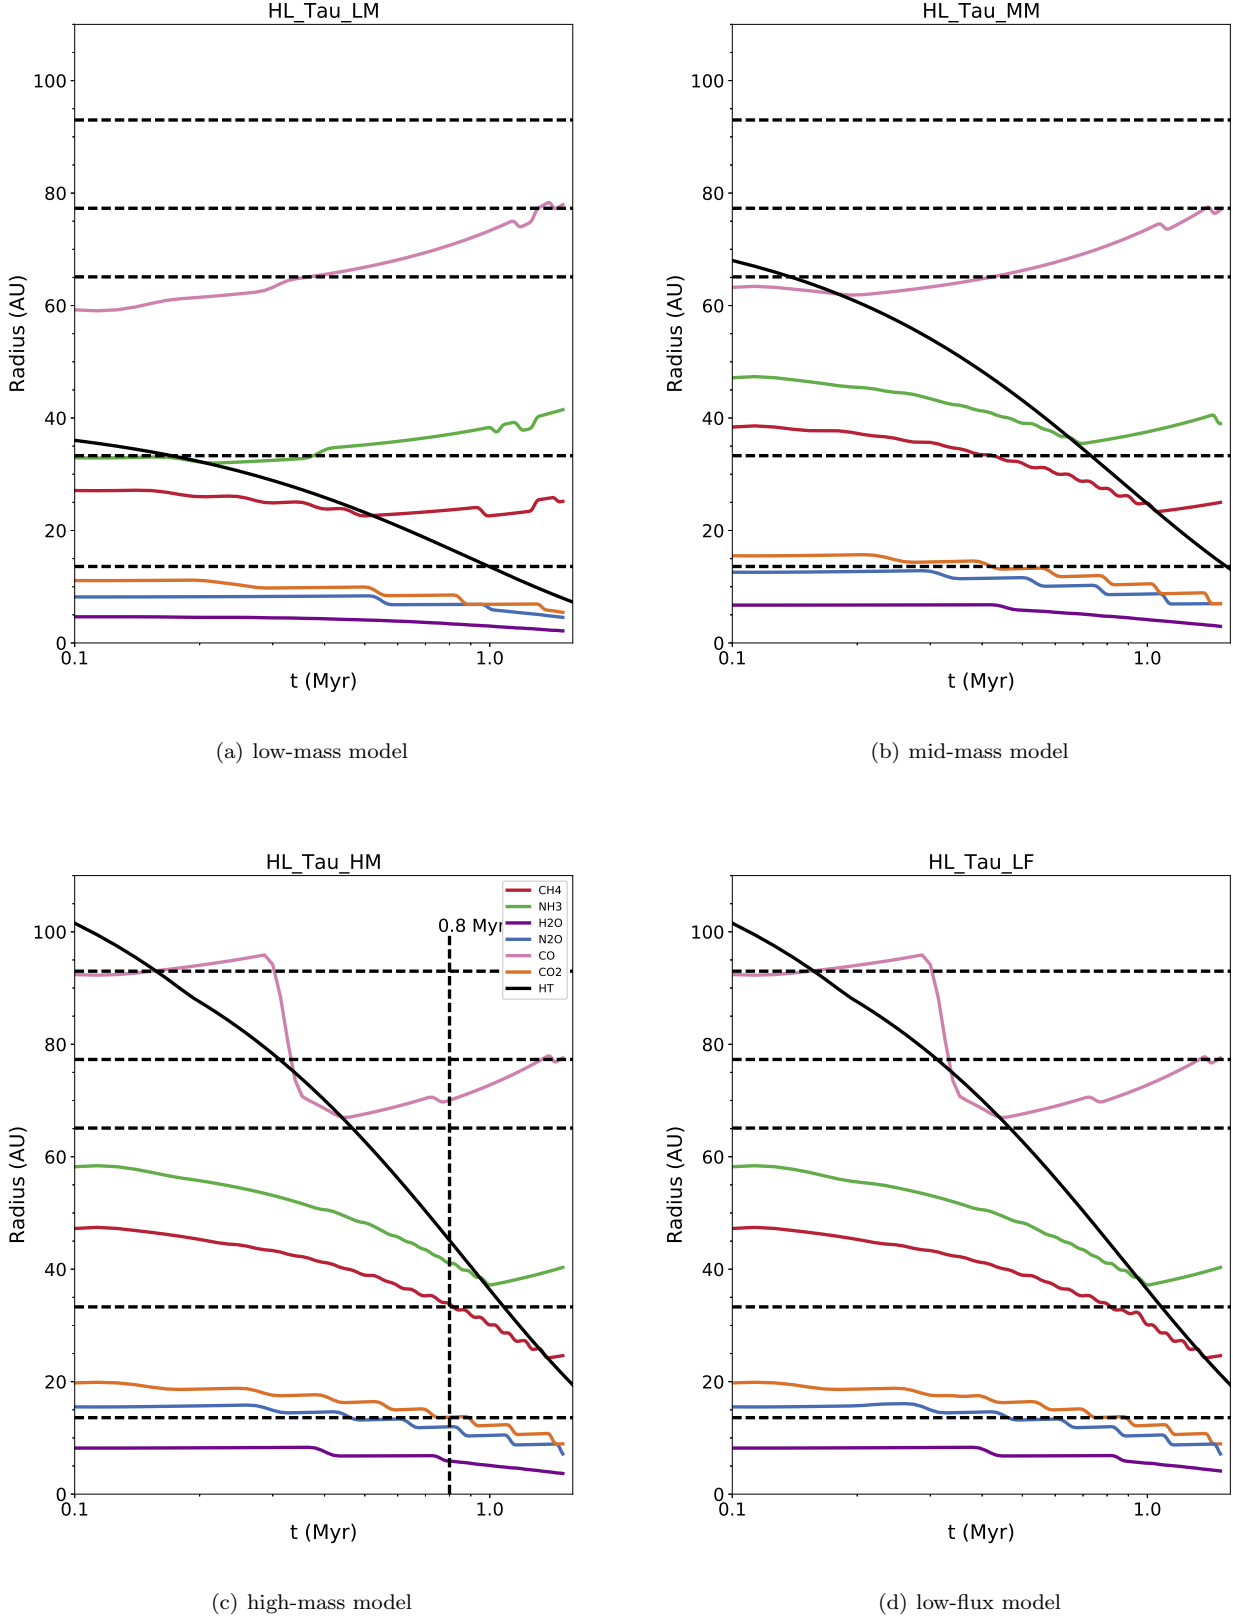 HL_Tau_LM
Radius (AU)
100
80
60
40
20
0
0.1
1.0
t (Myr)
(a) low-mass model
HL_Tau_MM
Radius (AU)
100
80
60
40
20
0
0.1
1.0
t (Myr)
(b) mid-mass model
HL_Tau_HM
Radius (AU)
100
80
60
40
20
0
0.1
1.0
t (Myr)
0.8 Myr
CH4
NH3
H2O
N2O
CO
CO2
HT
(c) high-mass model
HL_Tau_LF
Radius (AU)
100
80
60
40
20
0
0.1
1.0
t (Myr)
(d) low-flux model